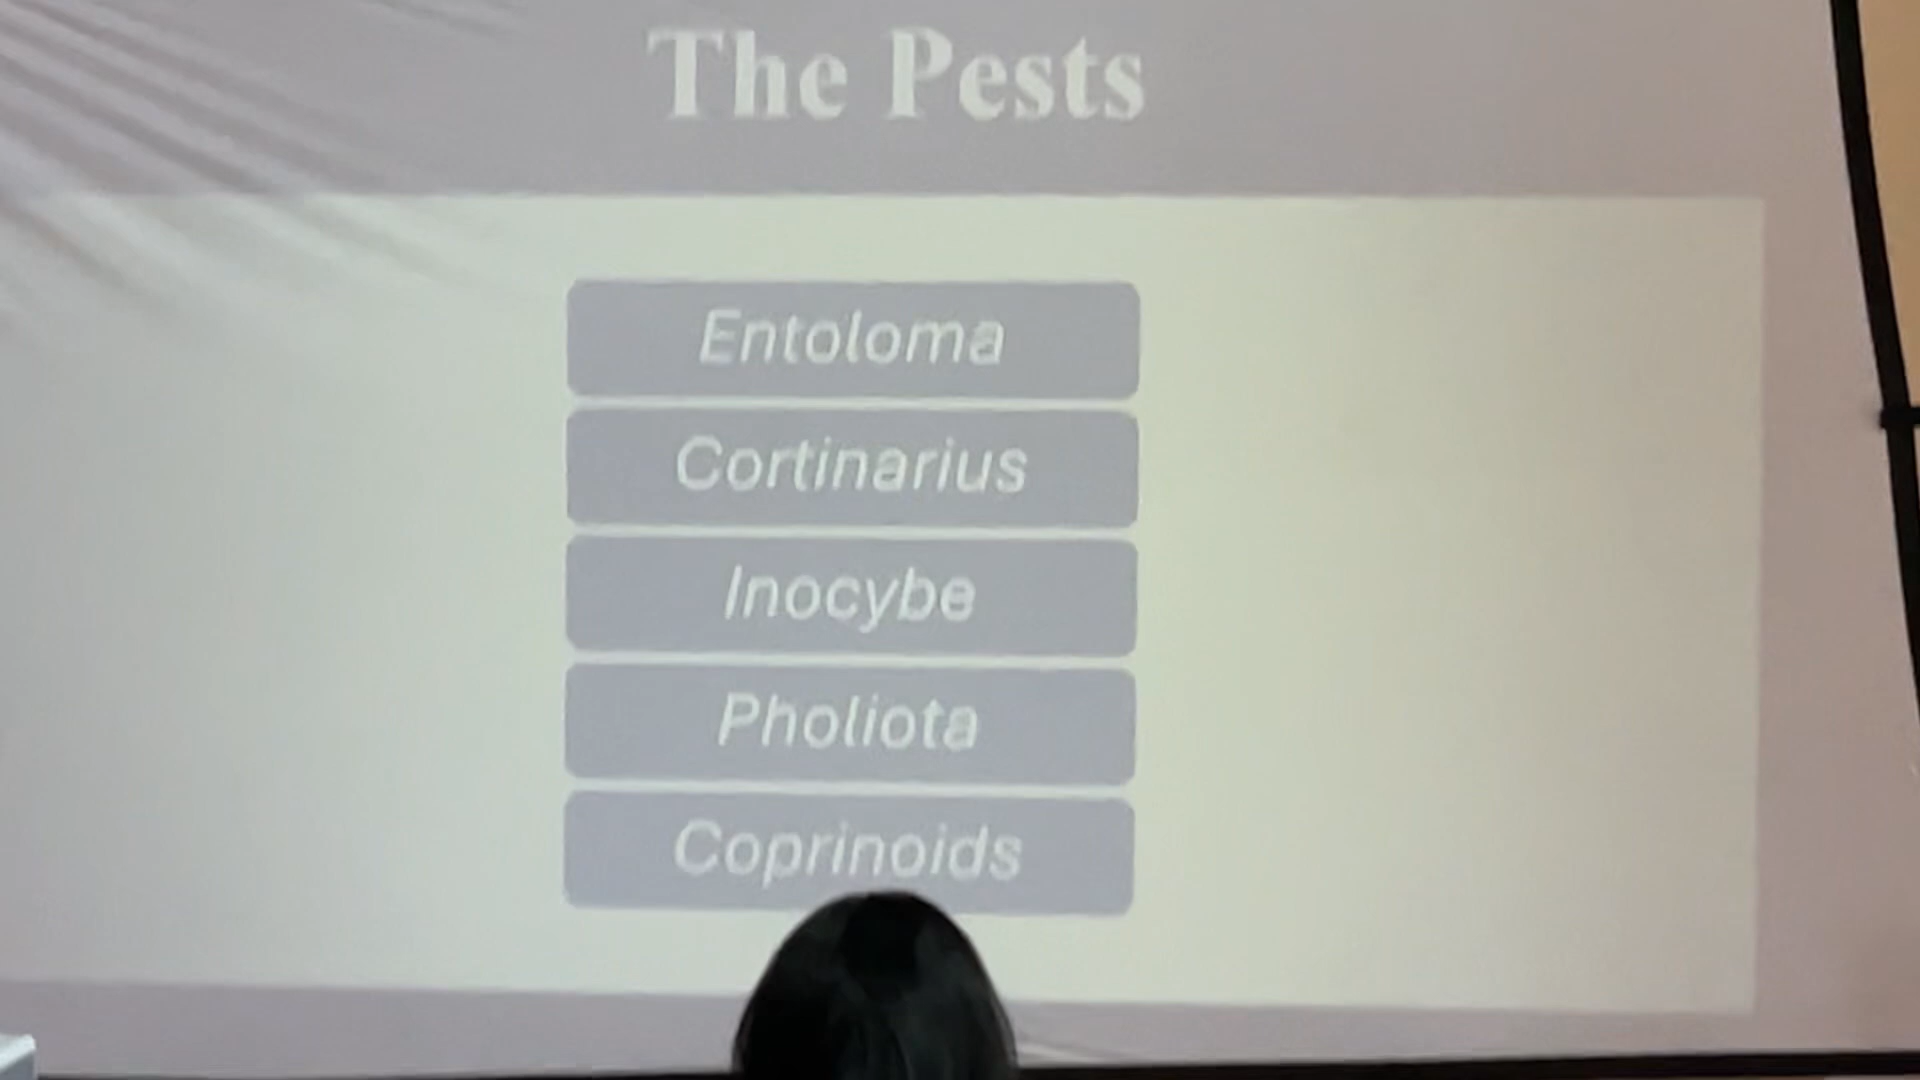 The Pests
Entoloma
Cortinarius
Inocybe
Pholiota
Coprinoids